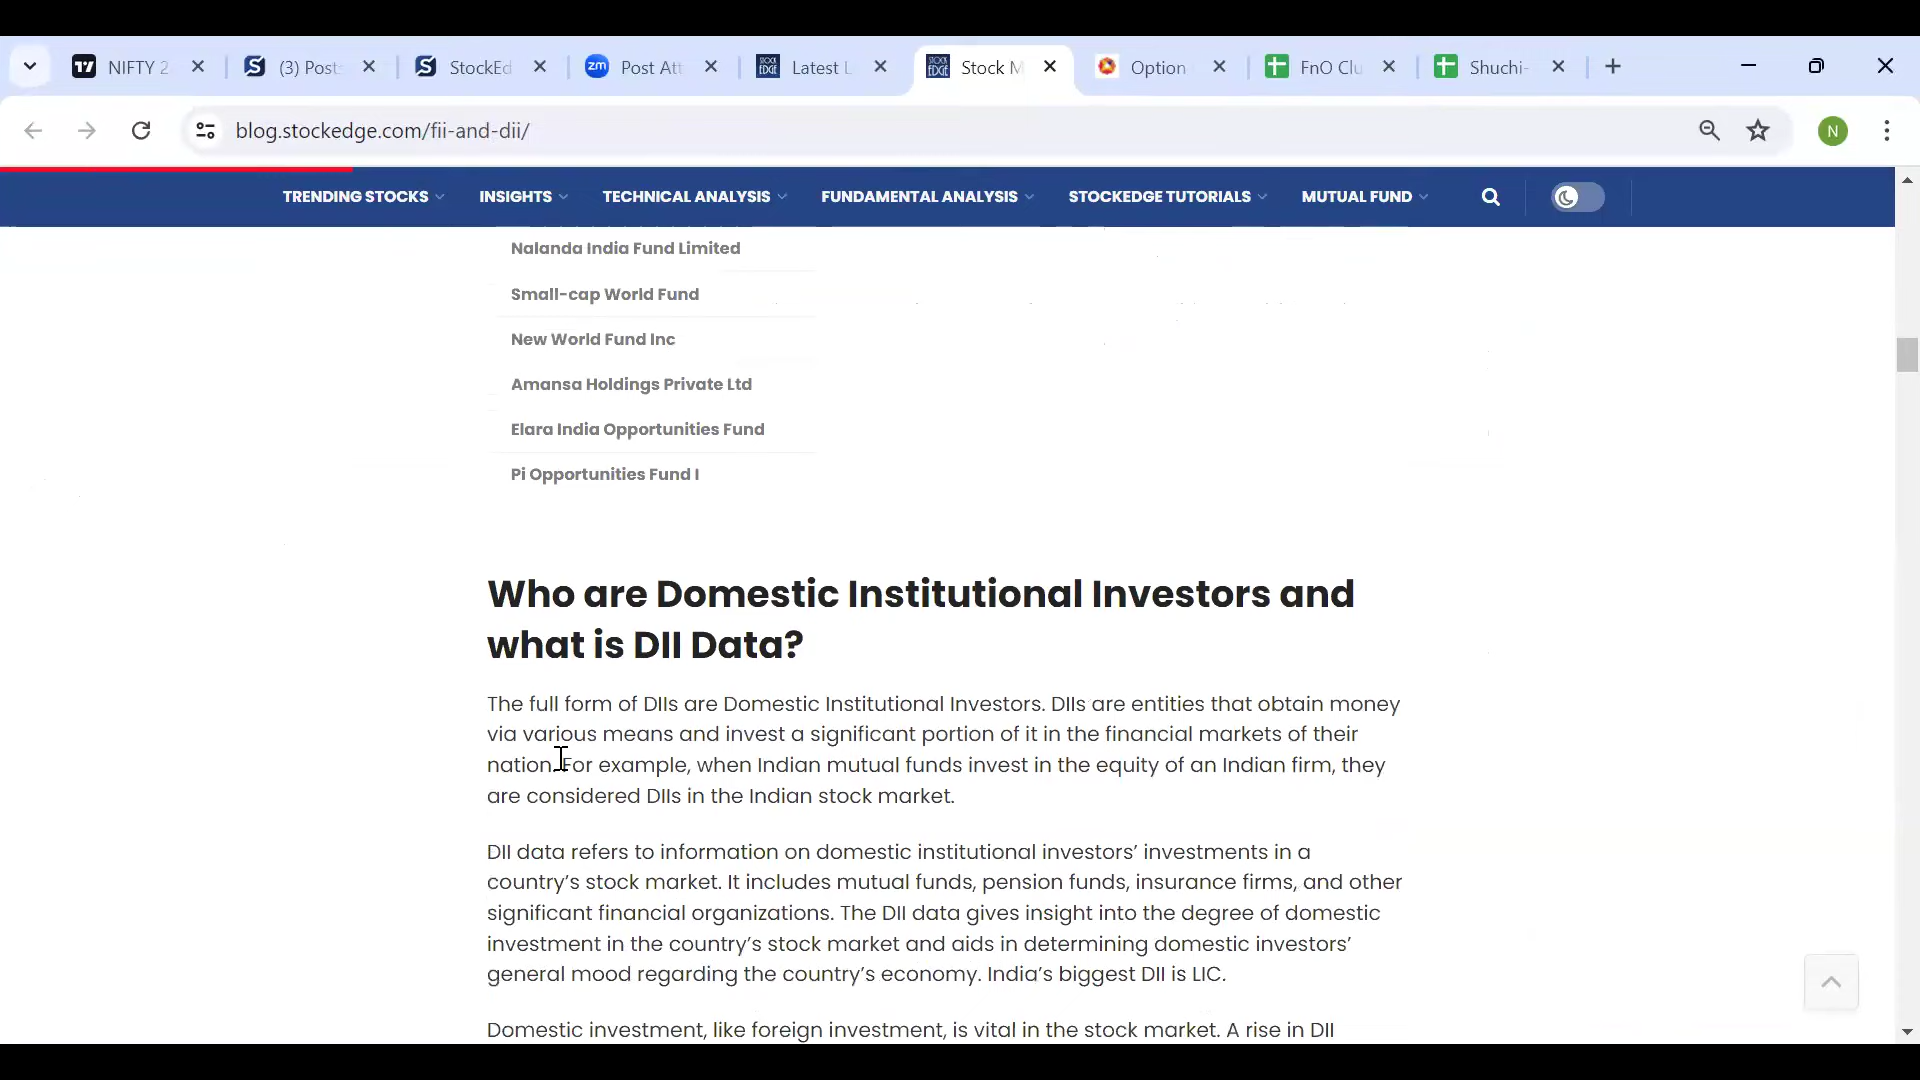 NIFTY 2
(3) Post
StockEd
zm
Post Att
STOCK EDGE
Latest L
STOCK EDGE
Stock M
Option
FnO Clu
Shuchi-
blog.stockedge.com/fii-and-dii/
N
TRENDING STOCKS
INSIGHTS
TECHNICAL ANALYSIS
FUNDAMENTAL ANALYSIS
STOCKEDGE TUTORIALS
MUTUAL FUND
Nalanda India Fund Limited
Small-cap World Fund
New World Fund Inc
Amansa Holdings Private Ltd
Elara India Opportunities Fund
Pi Opportunities Fund I
Who are Domestic Institutional Investors and
what is DII Data?
The full form of DIIs are Domestic Institutional Investors. DIIs are entities that obtain money
via various means and invest a significant portion of it in the financial markets of their
nation. For example, when Indian mutual funds invest in the equity of an Indian firm, they
are considered DIIs in the Indian stock market.
DII data refers to information on domestic institutional investors’ investments in a
country’s stock market. It includes mutual funds, pension funds, insurance firms, and other
significant financial organizations. The DII data gives insight into the degree of domestic
investment in the country’s stock market and aids in determining domestic investors’
general mood regarding the country’s economy. India’s biggest DII is LIC.
Domestic investment, like foreign investment, is vital in the stock market. A rise in DII